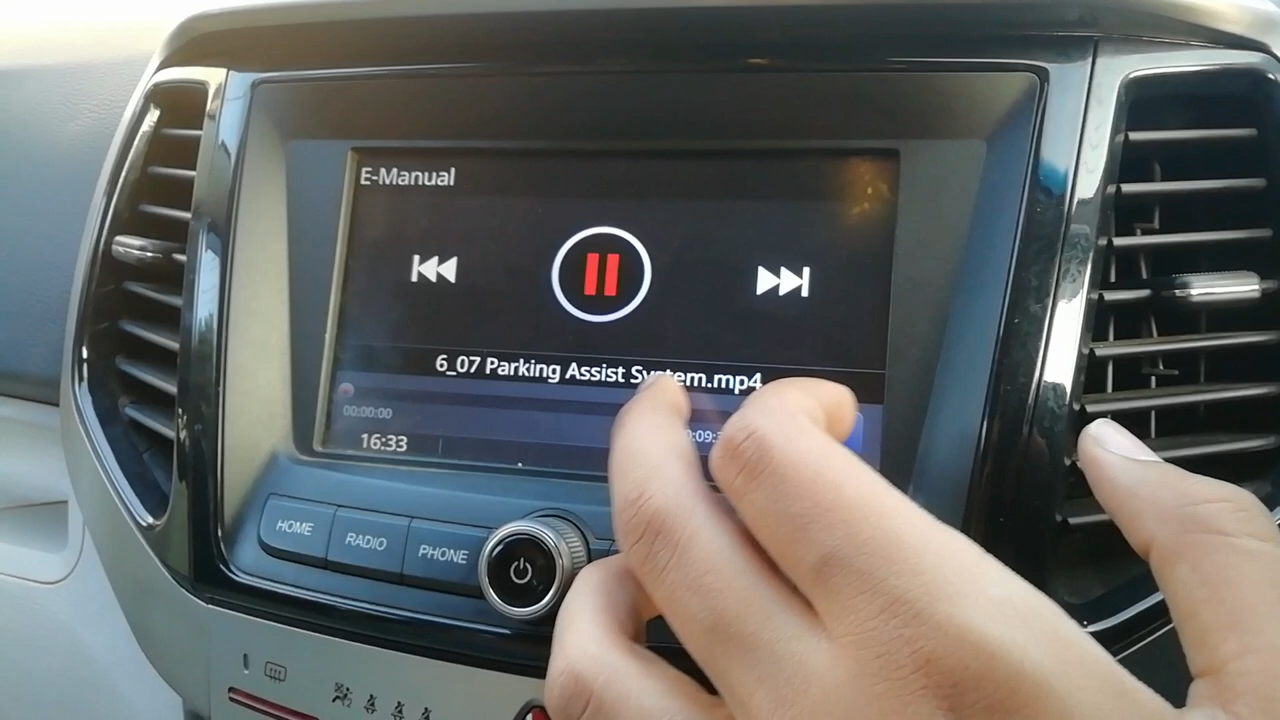 E-Manual
6_07 Parking Assist System.mp4
00:00:00
16:33
HOME
RADIO
PHONE